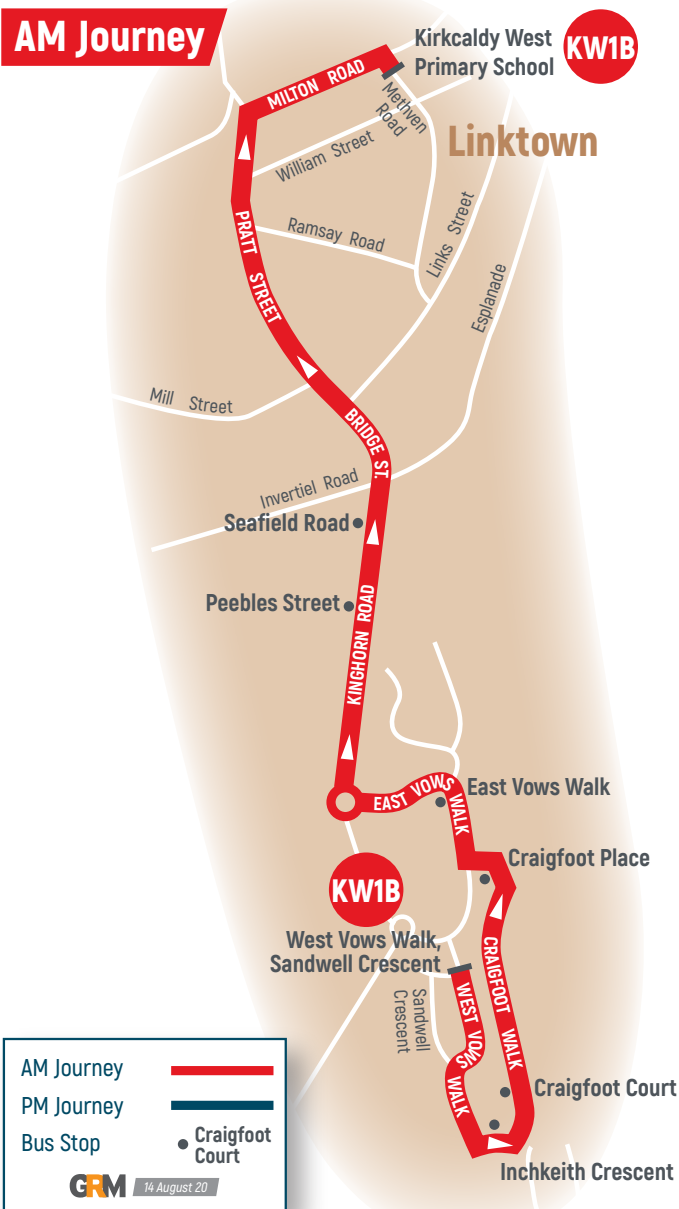 AM Journey
Kirkcaldy West
Primary School
KW1B
MILTON ROAD
Methven
Road
Linktown
William Street
PRATT STREET
Ramsay Road
Links Street
Esplanade
Mill Street
BRIDGE ST.
Invertiel Road
Seafield Road
Peebles Street
KINGHORN ROAD
EAST VOWS WALK
East Vows Walk
Craigfoot Place
KW1B
West Vows Walk,
Sandwell Crescent
CRAIGFOOT WALK
WEST VOWS WALK
Sandwell
Crescent
Craigfoot Court
Inchkeith Crescent
AM Journey
PM Journey
Bus Stop
Craigfoot
Court
GRM
14 August 20